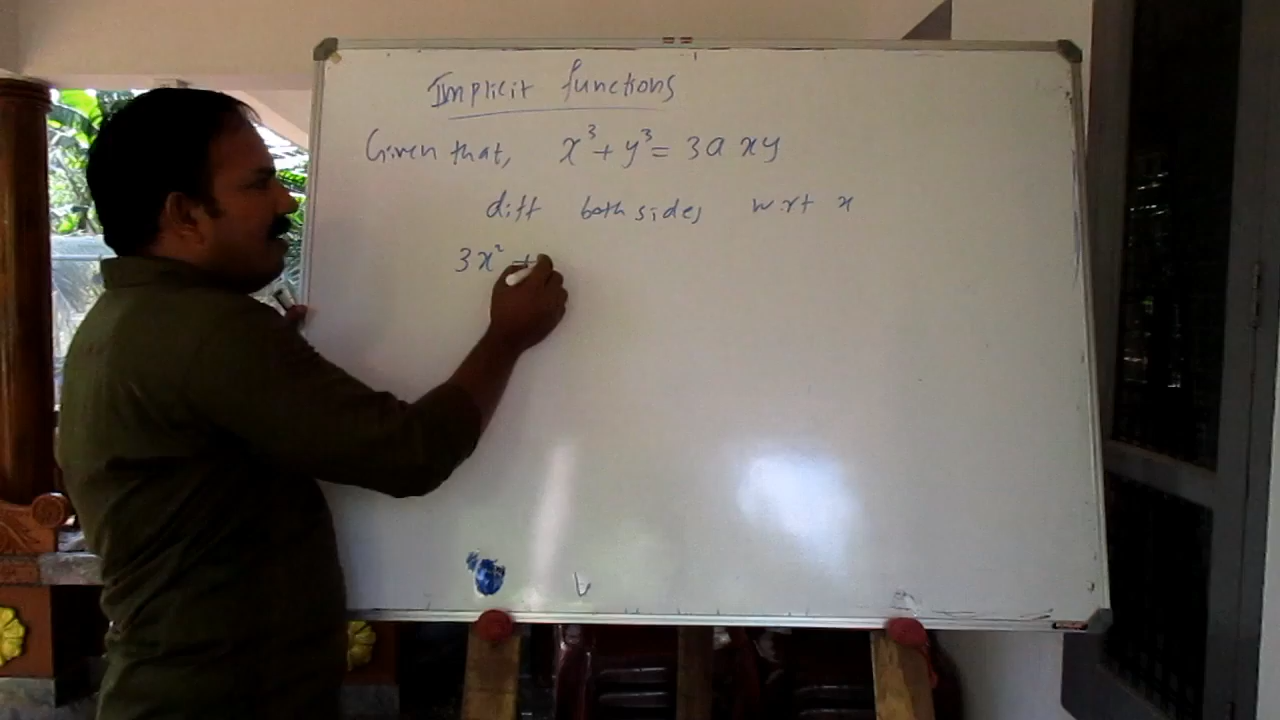 Implicit functions
Given that, x³ + y³ = 3a xy
diff both sides w.r.t x
3x² +